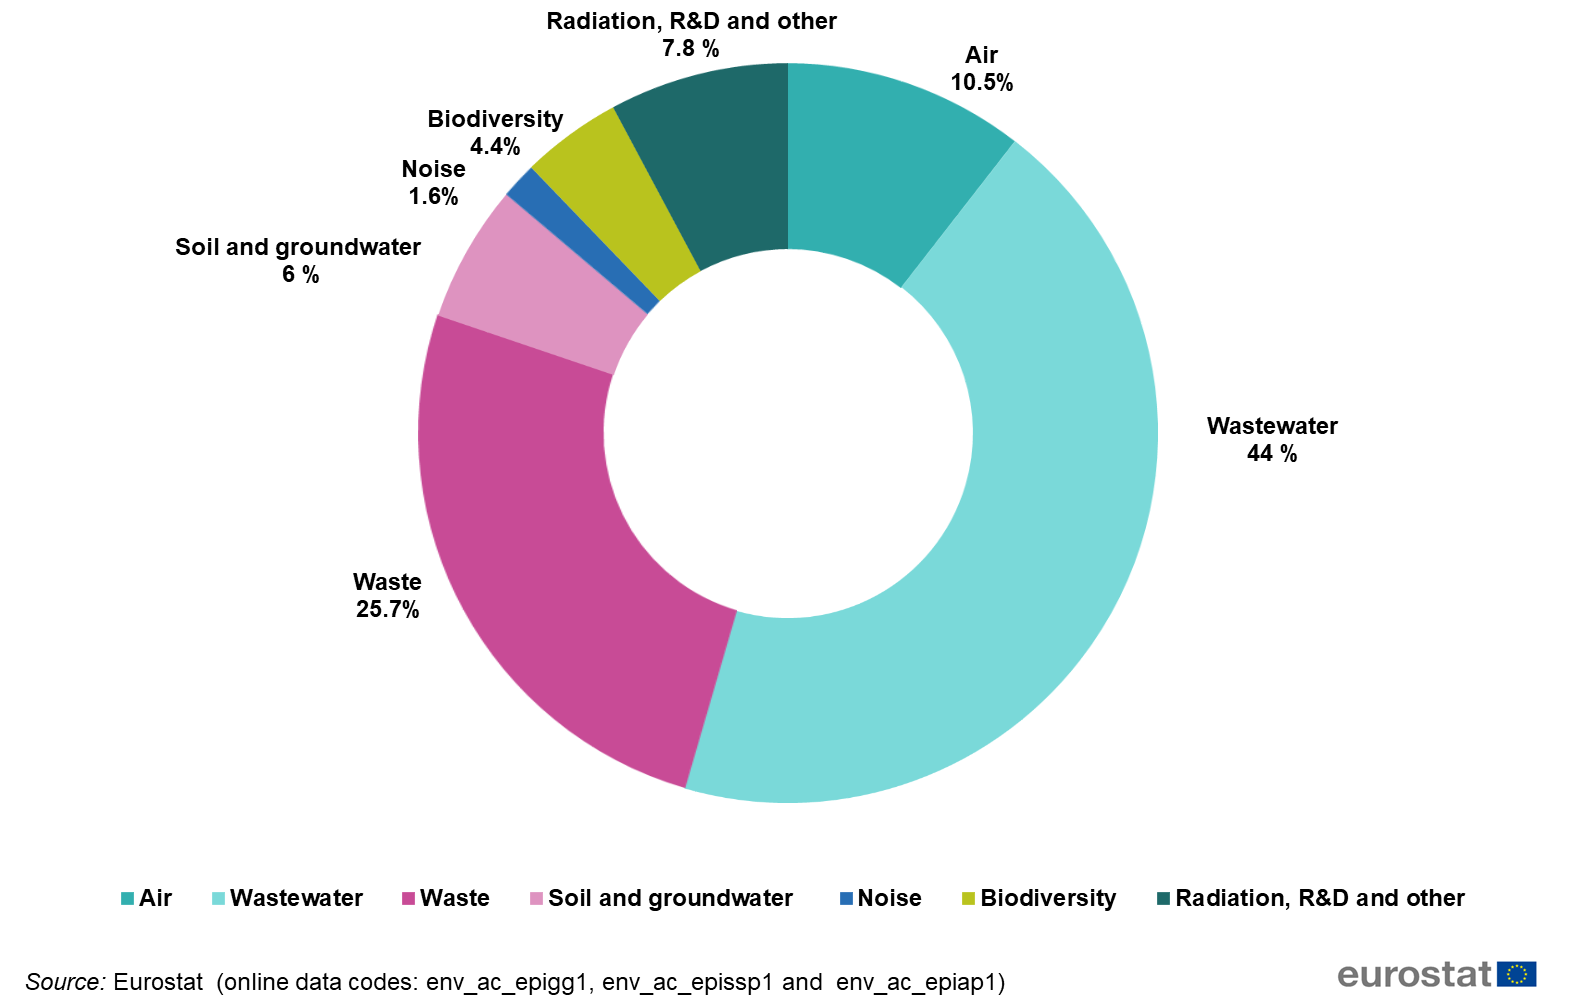 Radiation, R&D and other
7.8 %
Air
10.5%
Biodiversity
4.4%
Noise
1.6%
Soil and groundwater
6 %
Wastewater
44 %
Waste
25.7%
Air Wastewater Waste Soil and groundwater Noise Biodiversity Radiation, R&D and other
Source: Eurostat (online data codes: env_ac_epigg1, env_ac_epissp1 and env_ac_epiap1)
eurostat